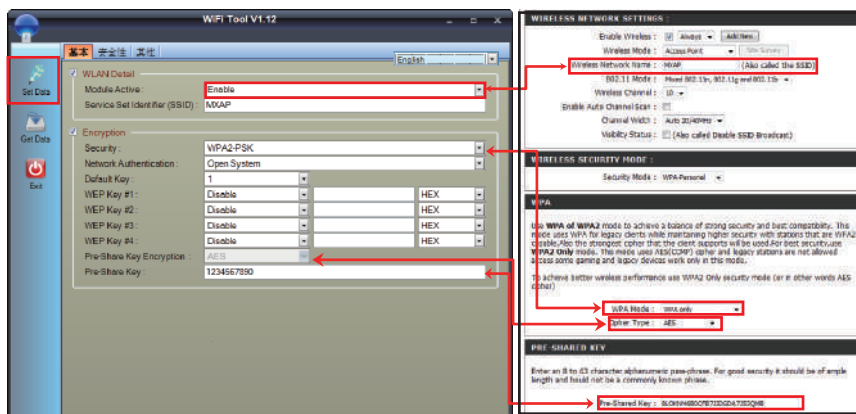 WiFi Tool V1.12
基本 安全性 其他
English
Set Data
Get Data
Exit
WLAN Detail
Module Active : Enable
Service Set Identifier (SSID) : MXAP
Encryption
Security : WPA2-PSK
Network Authentication : Open System
Default Key : 1
WEP Key #1 : Disable HEX
WEP Key #2 : Disable HEX
WEP Key #3 : Disable HEX
WEP Key #4 : Disable HEX
Pre-Share Key Encryption : AES
Pre-Share Key : 1234567890
WIRELESS NETWORK SETTINGS :
Enable Wireless : Always Add New
Wireless Mode : Access Point Site Survey
Wireless Network Name : MXAP (Also called the SSID)
802.11 Mode : Mixed 802.11n, 802.11g and 802.11b
Wireless Channel : 10
Enable Auto Channel Scan :
Channel Width : Auto 20/40MHz
Visibility Status : (Also called Disable SSID Broadcast)
WIRELESS SECURITY MODE :
Security Mode : WPA-Personal
WPA
Use WPA of WPA2 mode to achieve a balance of strong security and best compatibility. This
mode uses WPA for legacy clients while maintaining higher security with stations that are WPA2
capable.Also the strongest cipher that the client supports will be used.For best security,use
WPA2 Only mode. This mode uses AES(COMP) cipher and legacy stations are not allowed
access some gaming and legacy devices work only in this mode.
To achieve better wireless performance use WPA2 Only security mode (or in other words AES
cipher)
WPA Mode : WPA only
Cipher Type : AES
PRE-SHARED KEY
Enter an 8 to 63 character alphanumeric pass-phrase. For good security it should be of ample
length and hould not be a commonly known phrase.
Pre-Shared Key :